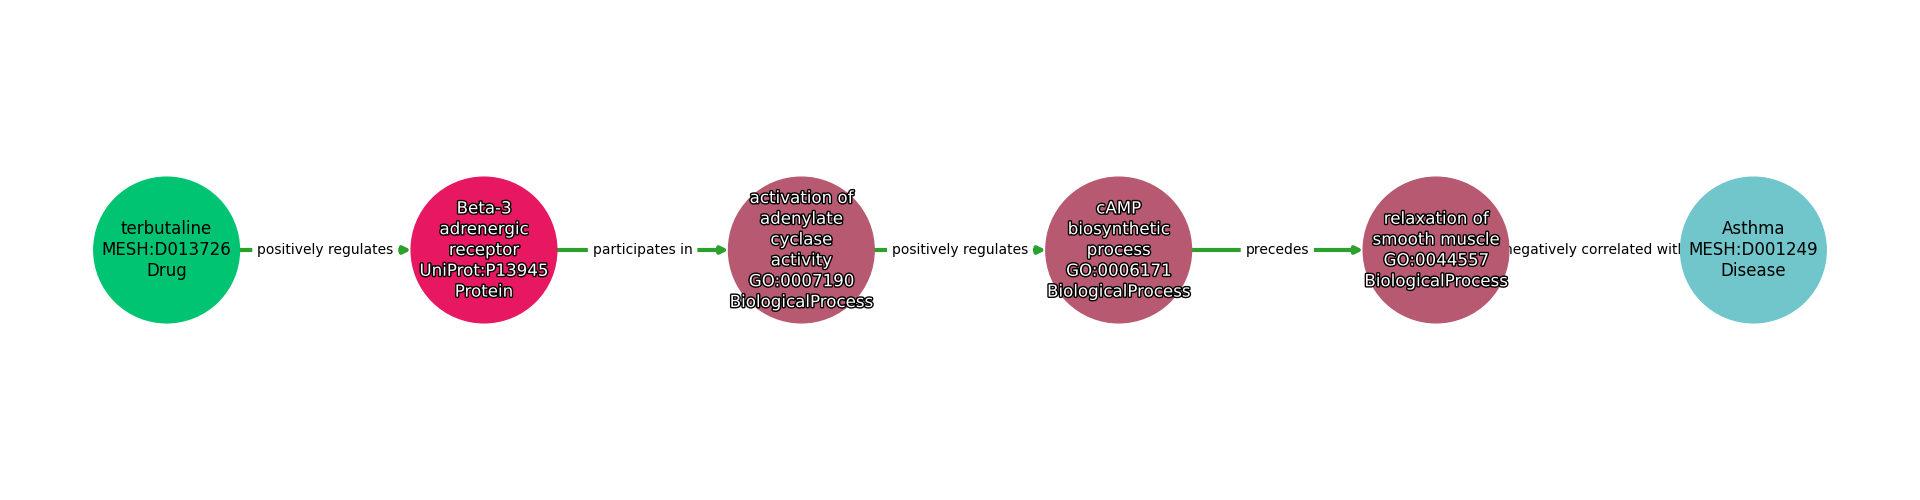 terbutaline
MESH:D013726
Drug
positively regulates
Beta-3
adrenergic
receptor
UniProt:P13945
Protein
participates in
activation of
adenylate
cyclase
activity
GO:0007190
BiologicalProcess
positively regulates
cAMP
biosynthetic
process
GO:0006171
BiologicalProcess
precedes
relaxation of
smooth muscle
GO:0044557
BiologicalProcess
negatively correlated with
Asthma
MESH:D001249
Disease